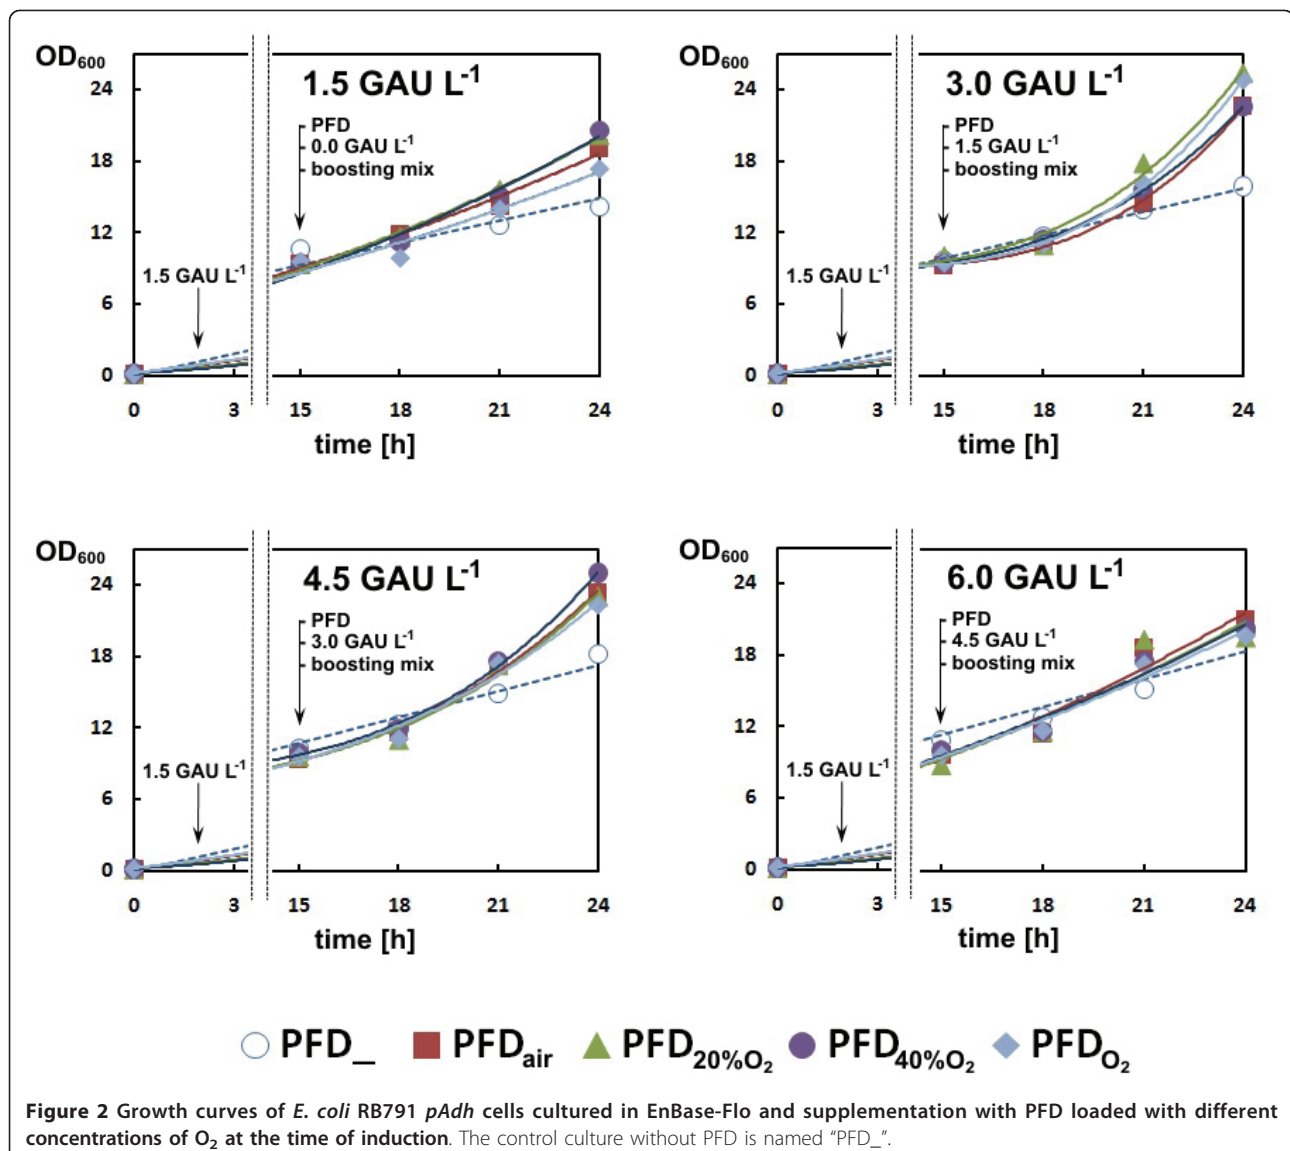 OD600
24
18
12
6
0
1.5 GAU L-1
PFD
0.0 GAU L-1
boosting mix
1.5 GAU L-1
0 3 15 18 21 24
time [h]
OD600
24
18
12
6
0
3.0 GAU L-1
PFD
1.5 GAU L-1
boosting mix
1.5 GAU L-1
0 3 15 18 21 24
time [h]
OD600
24
18
12
6
0
4.5 GAU L-1
PFD
3.0 GAU L-1
boosting mix
1.5 GAU L-1
0 3 15 18 21 24
time [h]
OD600
24
18
12
6
0
6.0 GAU L-1
PFD
4.5 GAU L-1
boosting mix
1.5 GAU L-1
0 3 15 18 21 24
time [h]
PFD_ PFDair PFD20%O2 PFD40%O2 PFDO2
Figure 2 Growth curves of E. coli RB791 pAdh cells cultured in EnBase-Flo and supplementation with PFD loaded with different
concentrations of O2 at the time of induction. The control culture without PFD is named “PFD_”.